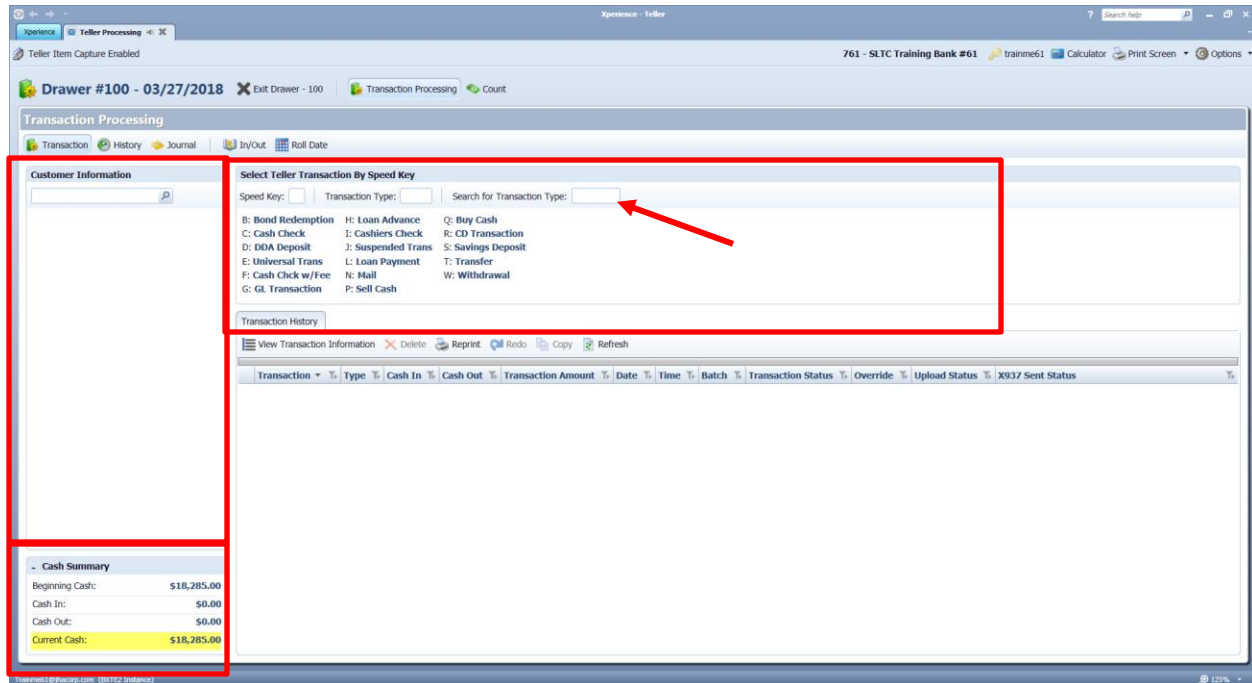 Xperience - Teller
? Search help
Xperience Teller Processing
Teller Item Capture Enabled 761 - SLTC Training Bank #61 trainme61 Calculator Print Screen Options
Drawer #100 - 03/27/2018 Exit Drawer - 100 Transaction Processing Count
Transaction Processing
Transaction History Journal In/Out Roll Date
Customer Information
Select Teller Transaction By Speed Key
Speed Key: Transaction Type: Search for Transaction Type:
B: Bond Redemption H: Loan Advance Q: Buy Cash
C: Cash Check I: Cashiers Check R: CD Transaction
D: DDA Deposit J: Suspended Trans S: Savings Deposit
E: Universal Trans L: Loan Payment T: Transfer
F: Cash Chck w/Fee N: Mail W: Withdrawal
G: GL Transaction P: Sell Cash
Transaction History
View Transaction Information Delete Reprint Redo Copy Refresh
Transaction Type Cash In Cash Out Transaction Amount Date Time Batch Transaction Status Override Upload Status X937 Sent Status
- Cash Summary
Beginning Cash: $18,285.00
Cash In: $0.00
Cash Out: $0.00
Current Cash: $18,285.00
Trainme61@jhacorp.com (BXTE2 Instance) 125%